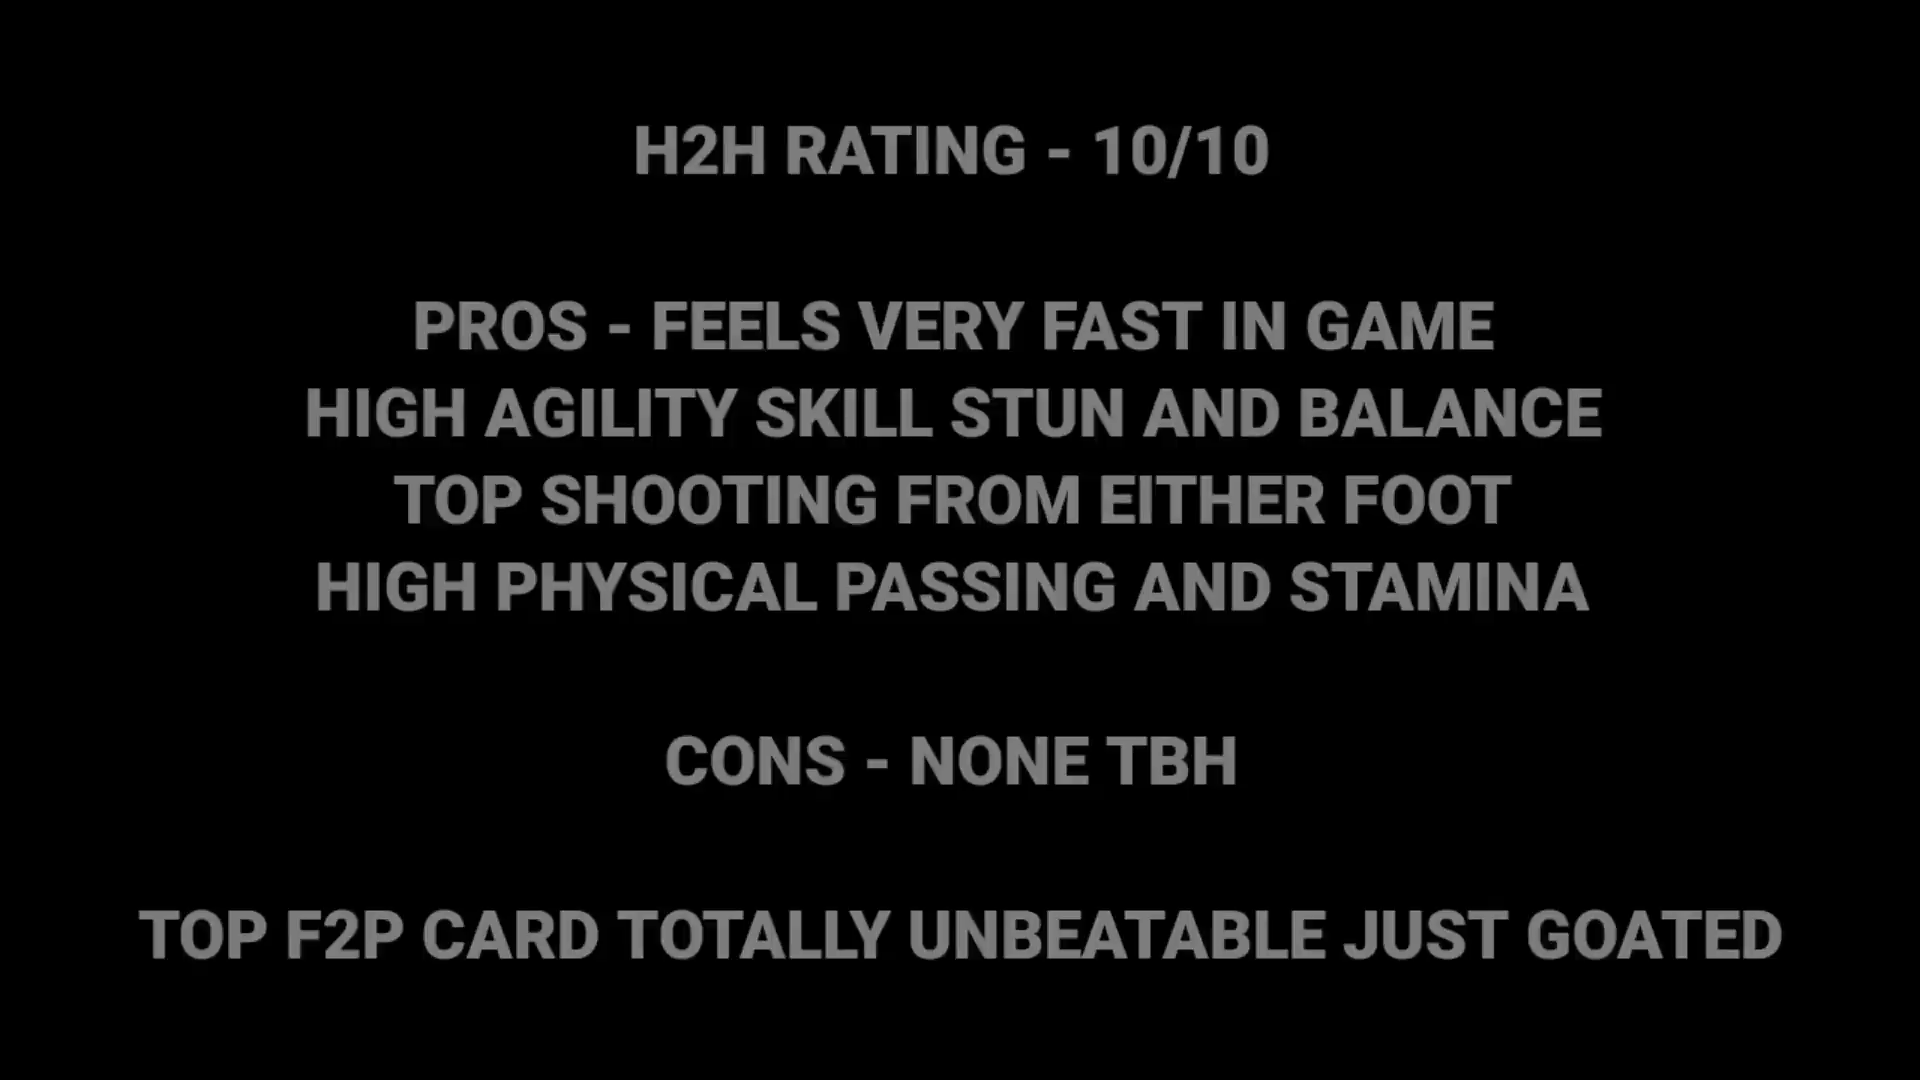 H2H RATING - 10/10
PROS - FEELS VERY FAST IN GAME
HIGH AGILITY SKILL STUN AND BALANCE
TOP SHOOTING FROM EITHER FOOT
HIGH PHYSICAL PASSING AND STAMINA
CONS - NONE TBH
TOP F2P CARD TOTALLY UNBEATABLE JUST GOATED